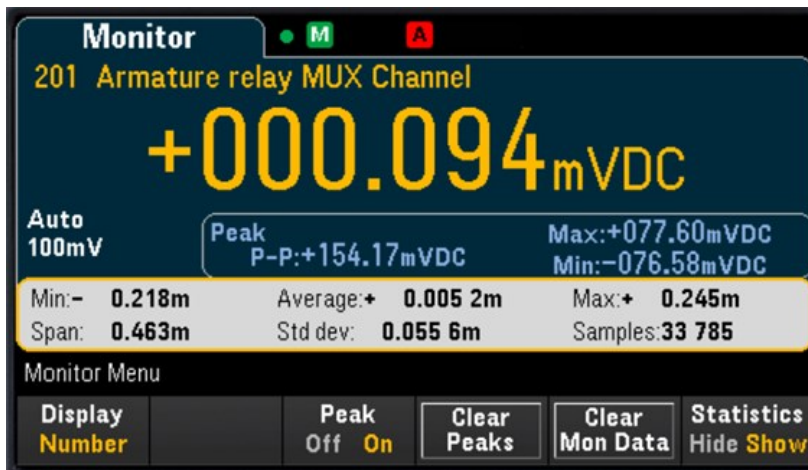 Monitor M A
201 Armature relay MUX Channel
+000.094 mVDC
Auto
100mV
Peak
P-P:+154.17mVDC
Max:+077.60mVDC
Min:-076.58mVDC
Min:- 0.218m Average:+ 0.005 2m Max:+ 0.245m
Span: 0.463m Std dev: 0.055 6m Samples:33 785
Monitor Menu
Display Peak Clear Clear Statistics
Number Off On Peaks Mon Data Hide Show